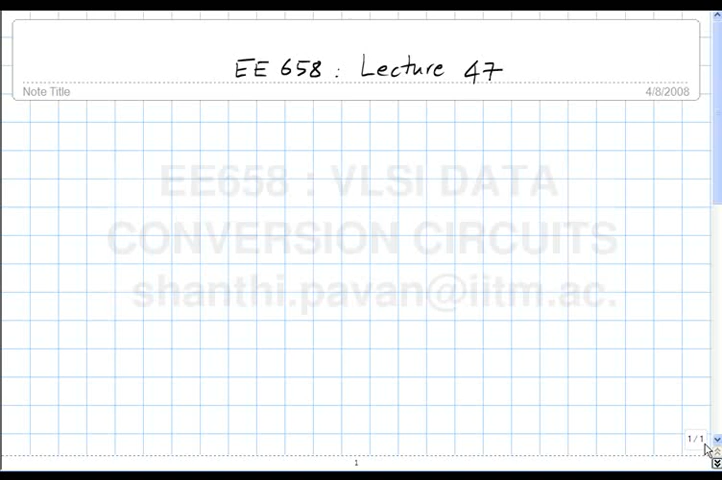 EE 658 : Lecture 47
Note Title
4/8/2008
EE658 : VLSI DATA
CONVERSION CIRCUITS
shanthi.pavan@iitm.ac.
1 / 1
1